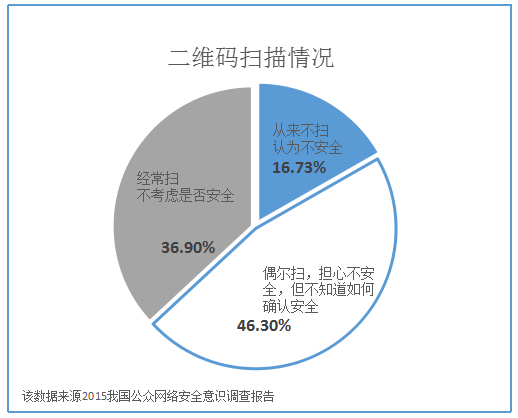 二维码扫描情况
从来不扫
认为不安全
16.73%
经常扫
不考虑是否安全
36.90%
偶尔扫，担心不安
全，但不知道如何
确认安全
46.30%
该数据来源2015我国公众网络安全意识调查报告